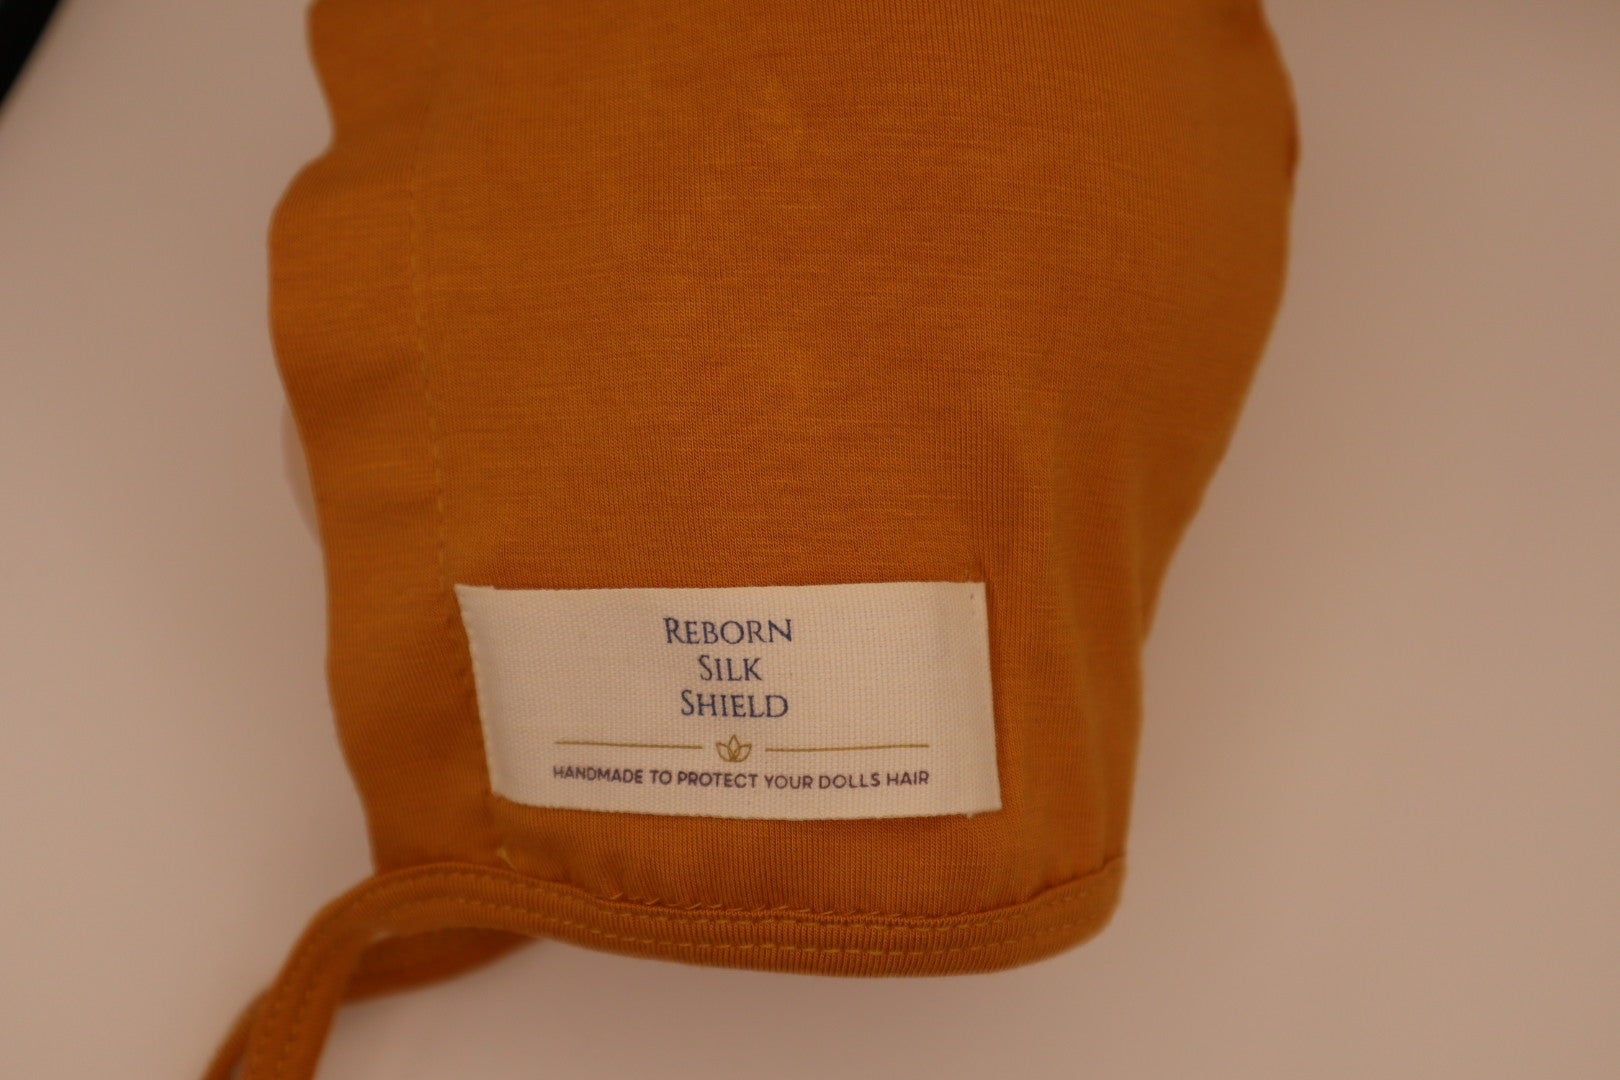 REBORN
SILK
SHIELD
HANDMADE TO PROTECT YOUR DOLLS HAIR